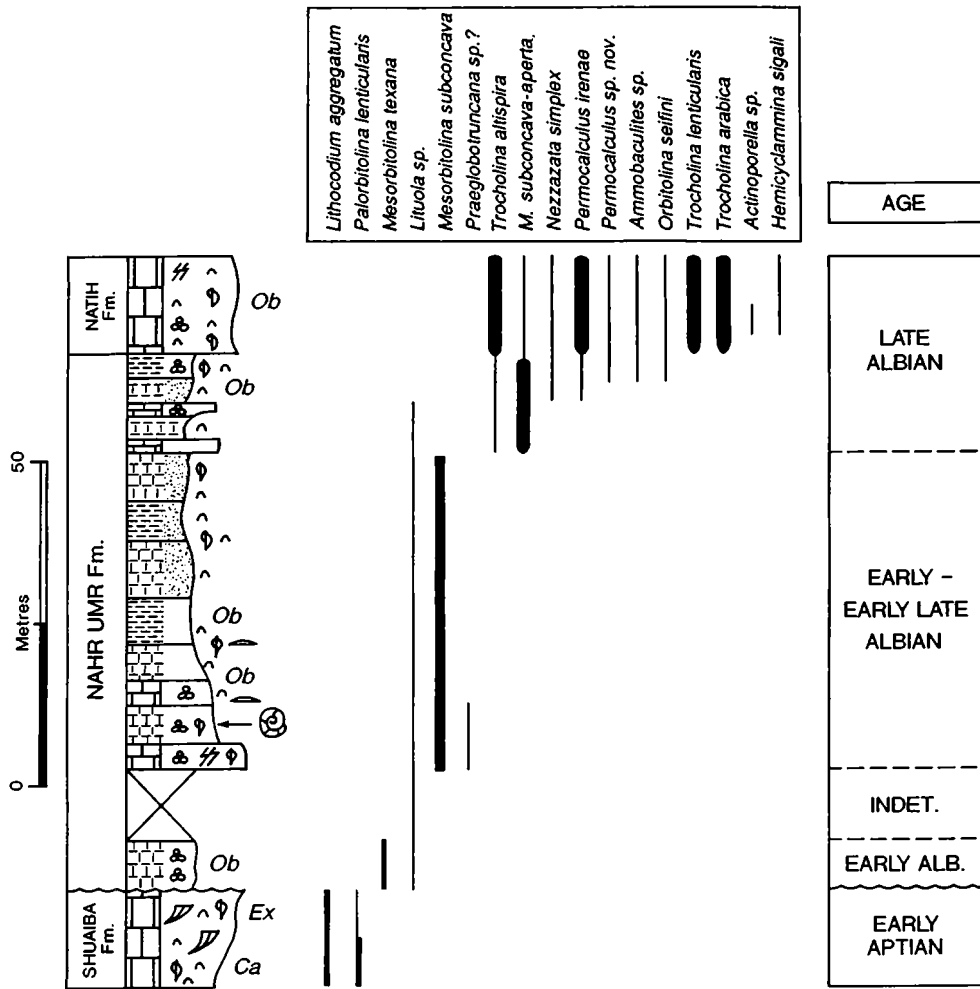 Lithocodium aggregatum
Palorbitolina lenticularis
Mesorbitolina texana
Lituola sp.
Mesorbitolina subconcava
Praeglobotruncana sp.?
Trocholina altispira
M. subconcava-aperta.
Nezzazata simplex
Permocalculus irenae
Permocalculus sp. nov.
Ammobaculites sp.
Orbitolina seifini
Trocholina lenticularis
Trocholina arabica
Actinoporella sp.
Hemicyclammina sigali
AGE
NATIH
Fm.
Ob
LATE
ALBIAN
Ob
50
Metres
0
NAHR UMR Fm.
EARLY –
EARLY LATE
ALBIAN
Ob
Ob
INDET.
Ob
EARLY ALB.
SHUAIBA
Fm.
Ex
Ca
EARLY
APTIAN